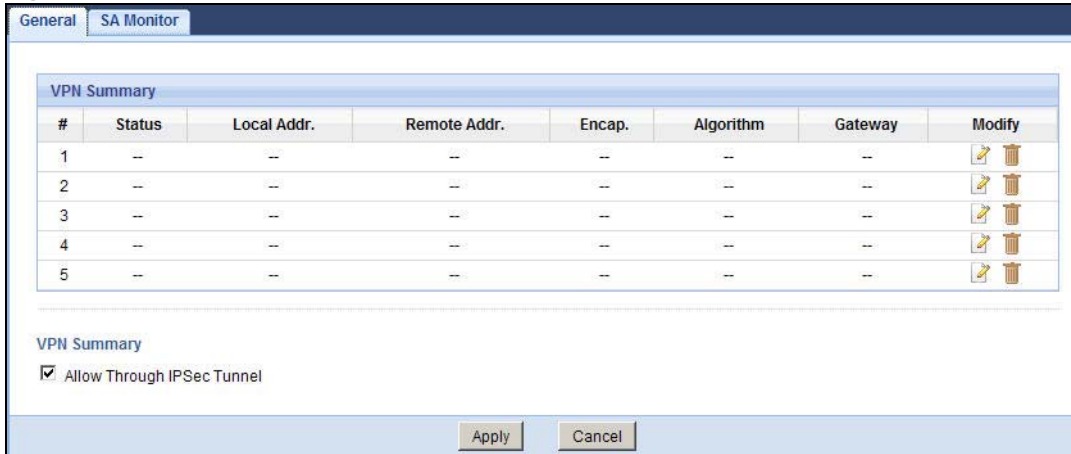 General SA Monitor
VPN Summary
# Status Local Addr. Remote Addr. Encap. Algorithm Gateway Modify
1 -- -- -- -- -- --
2 -- -- -- -- -- --
3 -- -- -- -- -- --
4 -- -- -- -- -- --
5 -- -- -- -- -- --
VPN Summary
Allow Through IPSec Tunnel
Apply Cancel